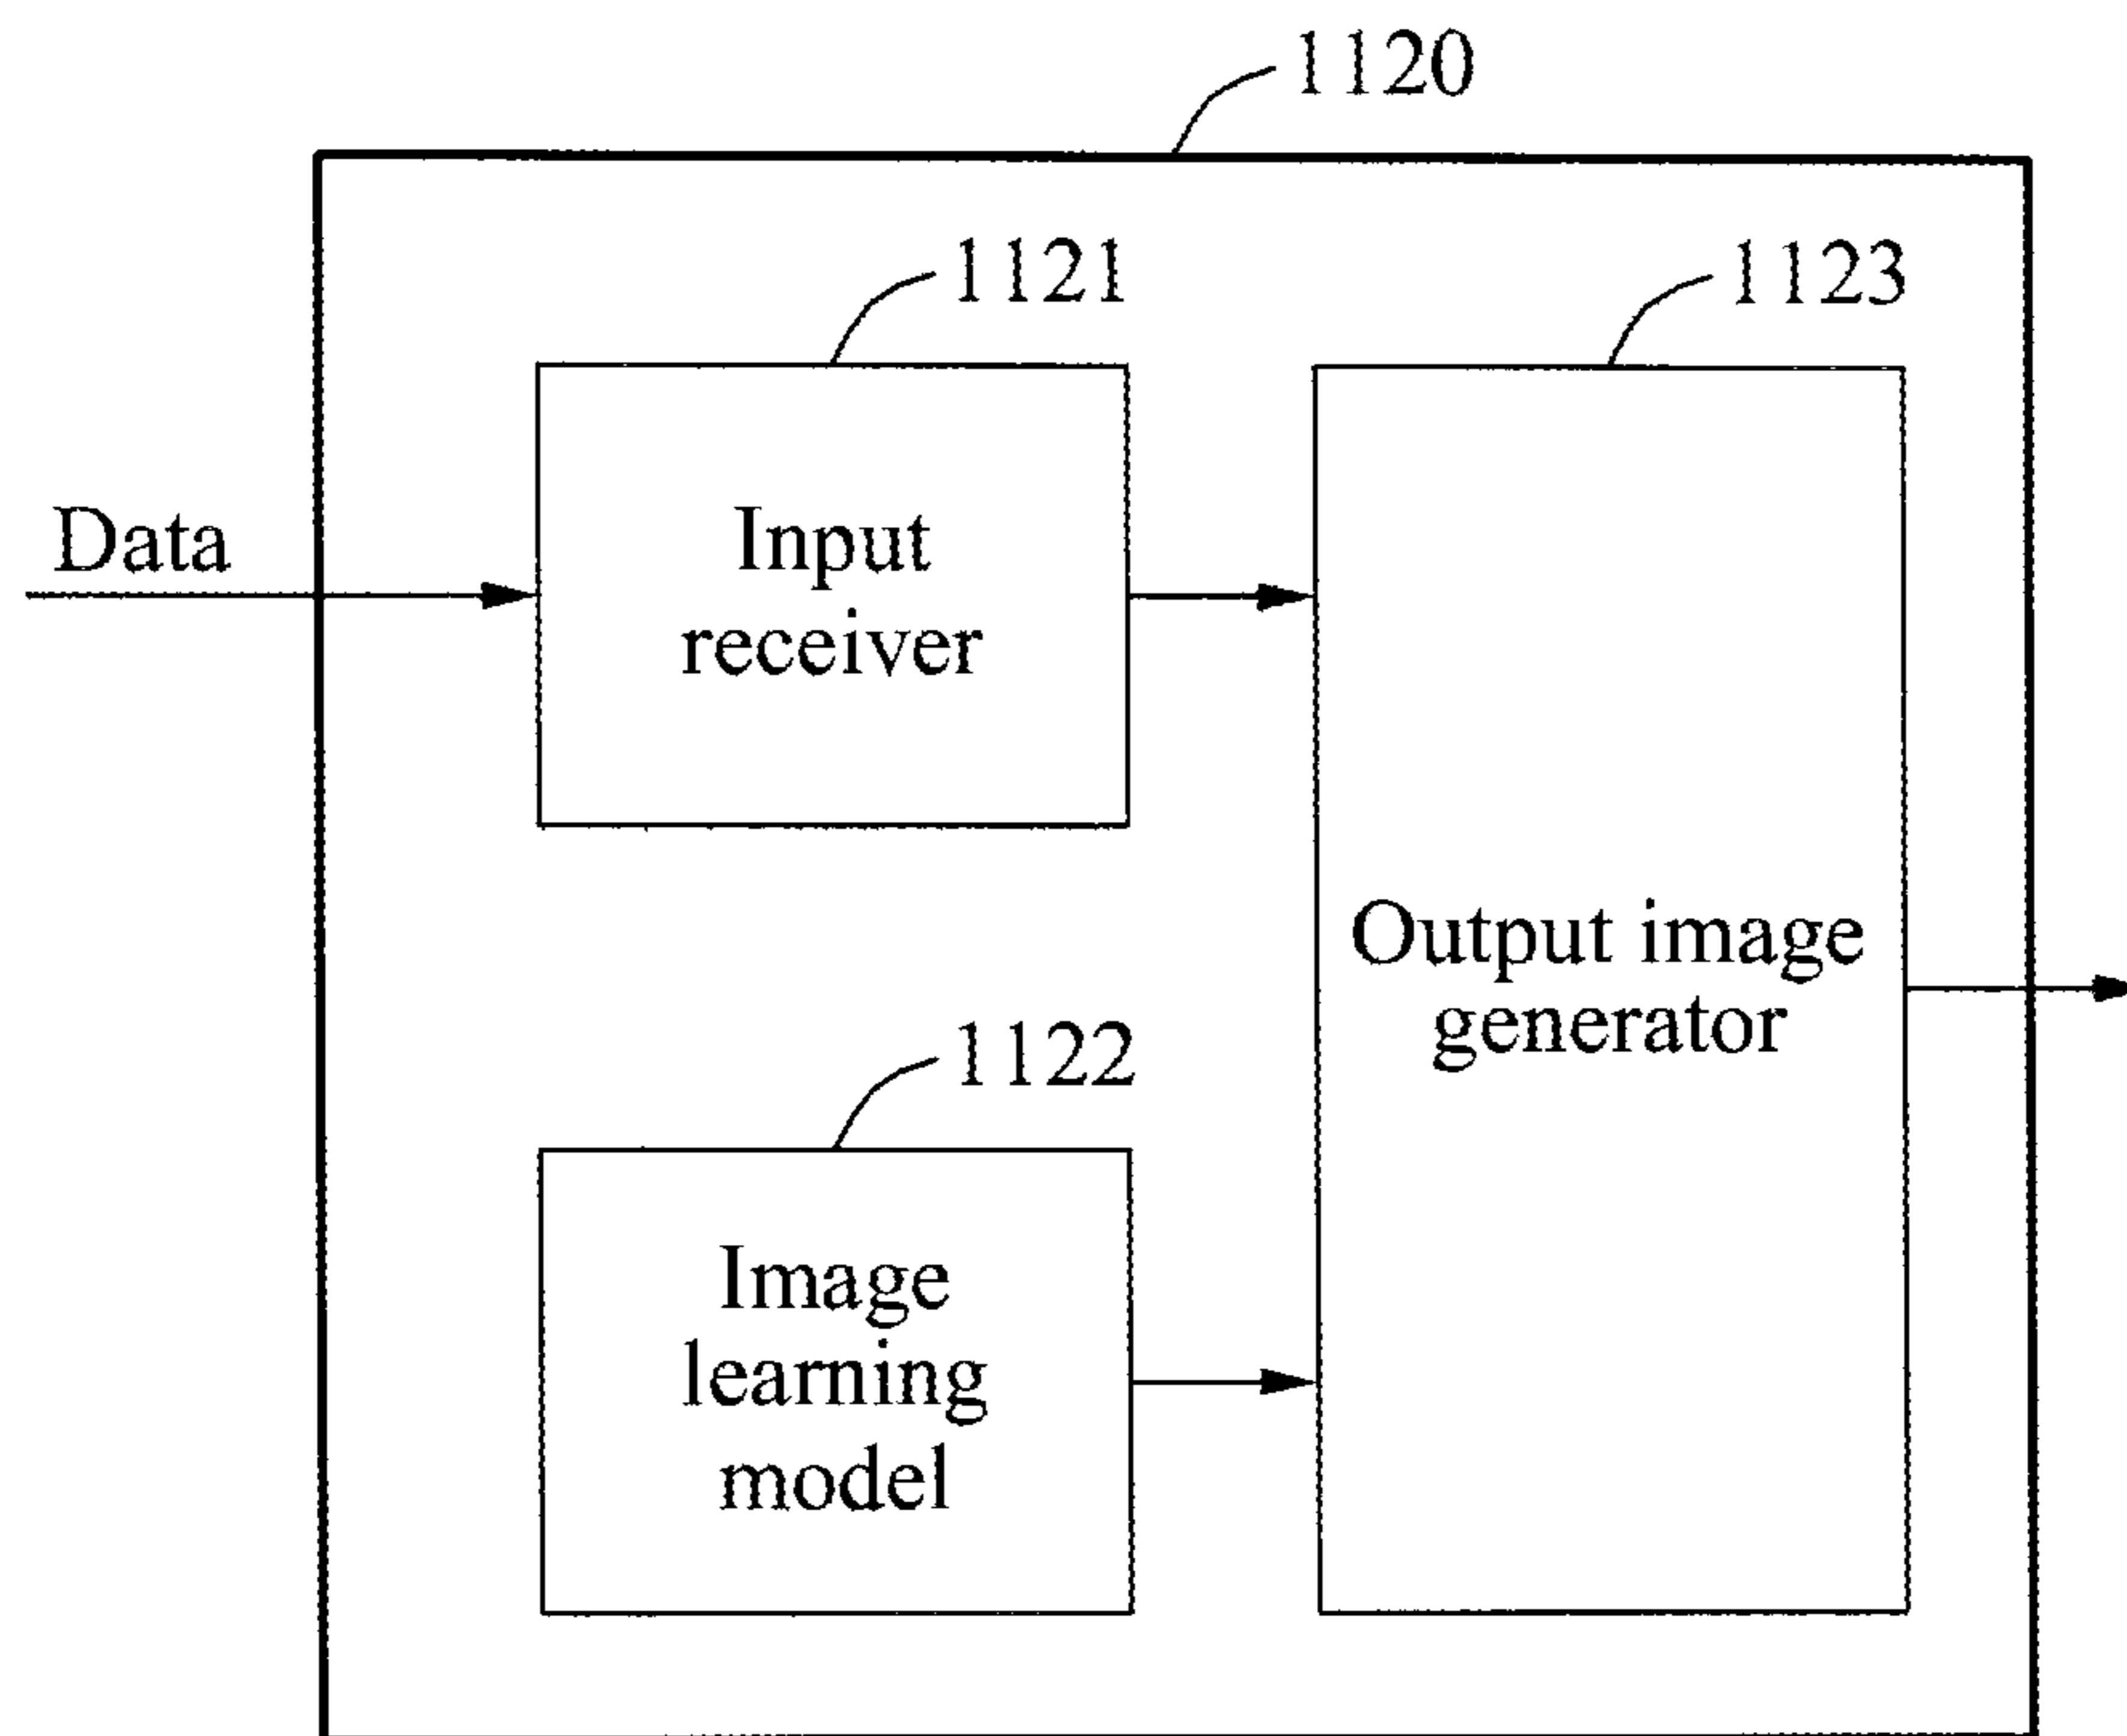 1120
1121
1123
Data
Input
receiver
Output image
generator
1122
Image
learning
model